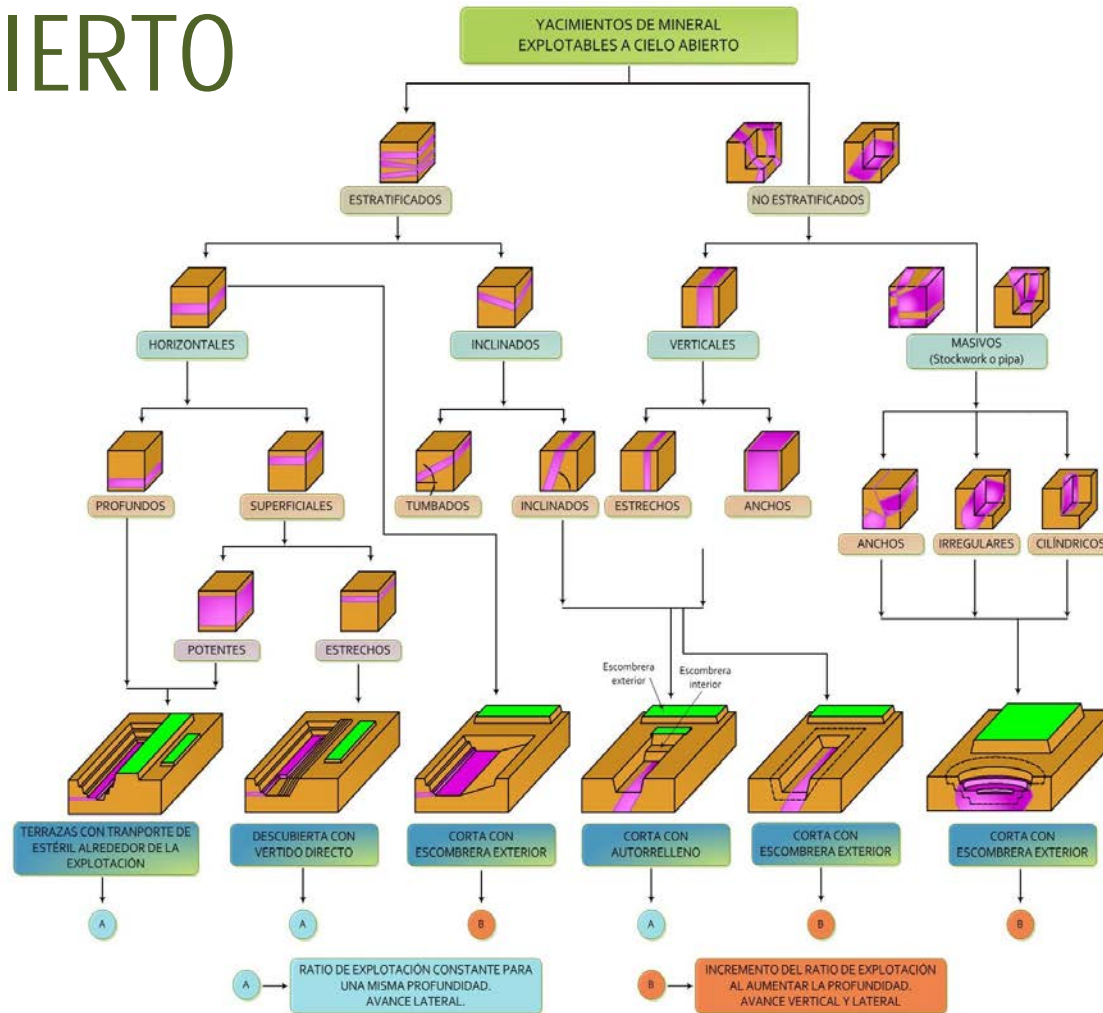 IERTO
YACIMIENTOS DE MINERAL
EXPLOTABLES A CIELO ABIERTO
ESTRATIFICADOS
NO ESTRATIFICADOS
HORIZONTALES
INCLINADOS
VERTICALES
MASIVOS
(Stockwork o pipa)
PROFUNDOS
SUPERFICIALES
TUMBADOS
INCLINADOS
ESTRECHOS
ANCHOS
ANCHOS
IRREGULARES
CILÍNDRICOS
POTENTES
ESTRECHOS
Escombrera
exterior
Escombrera
interior
TERRAZAS CON TRANPORTE DE
ESTÉRIL ALREDEDOR DE LA
EXPLOTACIÓN
DESCUBIERTA CON
VERTIDO DIRECTO
CORTA CON
ESCOMBRERA EXTERIOR
CORTA CON
AUTORRELLENO
CORTA CON
ESCOMBRERA EXTERIOR
CORTA CON
ESCOMBRERA EXTERIOR
A
A
B
A
B
B
A
RATIO DE EXPLOTACIÓN CONSTANTE PARA
UNA MISMA PROFUNDIDAD.
AVANCE LATERAL.
B
INCREMENTO DEL RATIO DE EXPLOTACIÓN
AL AUMENTAR LA PROFUNDIDAD.
AVANCE VERTICAL Y LATERAL